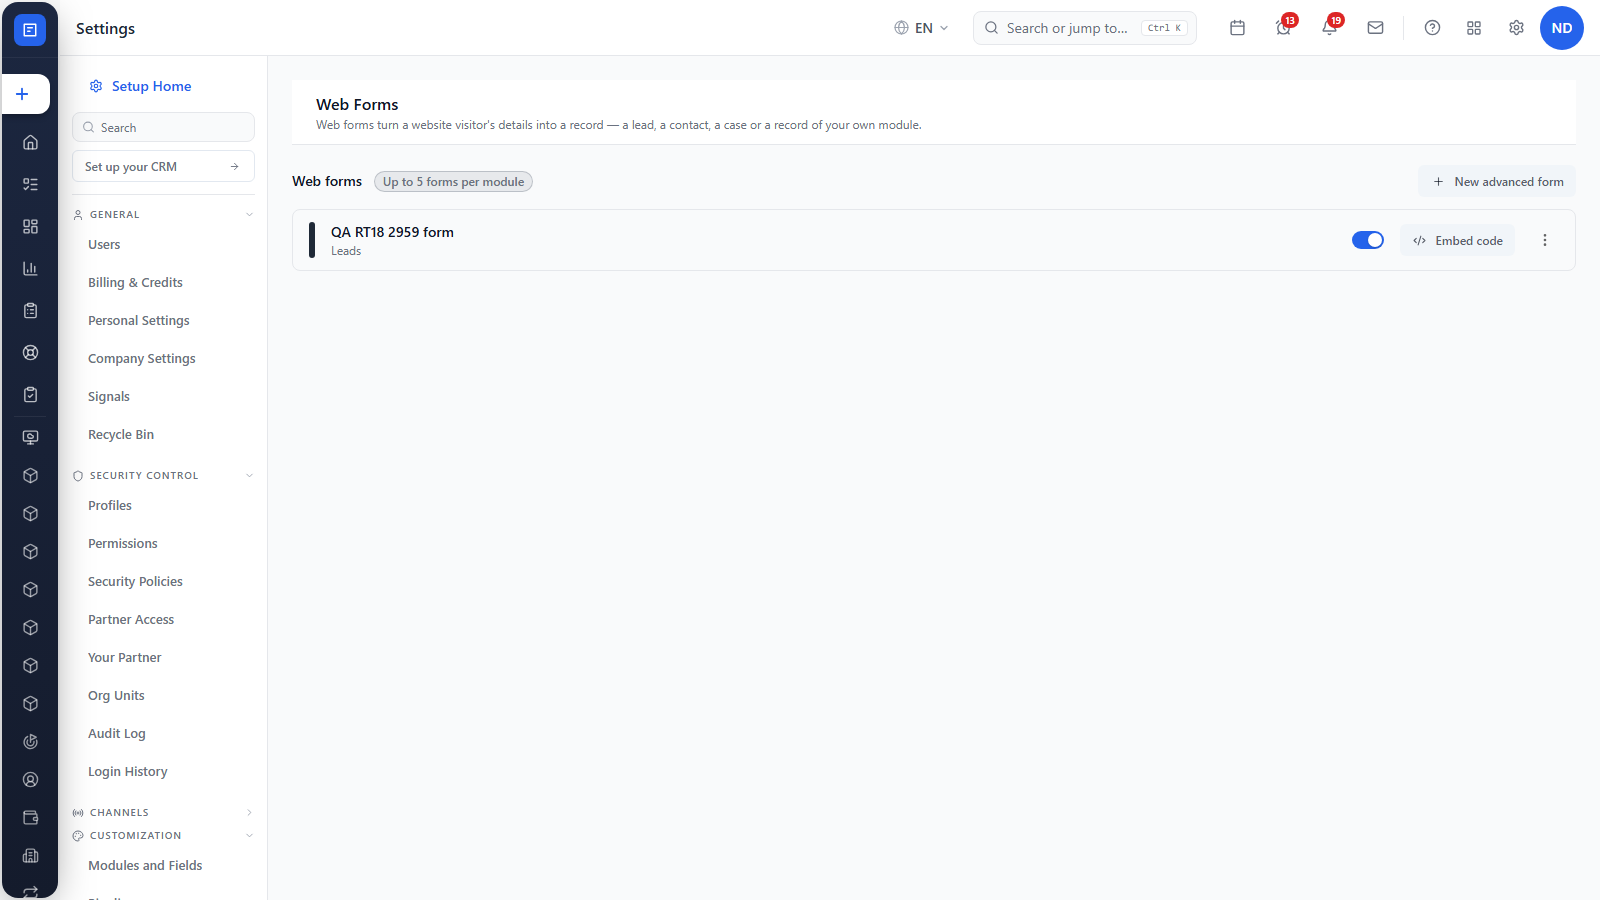 Settings
EN
Search or jump to...
Ctrl K
13
19
ND
Setup Home
Search
Set up your CRM
GENERAL
Users
Billing & Credits
Personal Settings
Company Settings
Signals
Recycle Bin
SECURITY CONTROL
Profiles
Permissions
Security Policies
Partner Access
Your Partner
Org Units
Audit Log
Login History
CHANNELS
CUSTOMIZATION
Modules and Fields
Web Forms
Web forms turn a website visitor's details into a record — a lead, a contact, a case or a record of your own module.
Web forms
Up to 5 forms per module
New advanced form
QA RT18 2959 form
Leads
Embed code